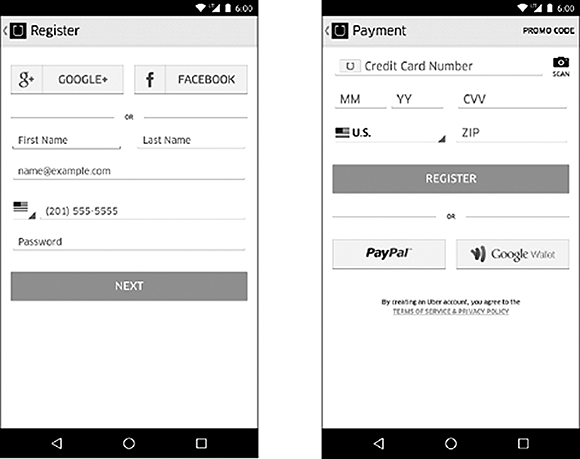 6:00
Register
g+ GOOGLE+
f FACEBOOK
OR
First Name
Last Name
name@example.com
(201) 555-5555
Password
NEXT
6:00
Payment
PROMO CODE
Credit Card Number
SCAN
MM
YY
CVV
U.S.
ZIP
REGISTER
OR
PayPal™
Google Wallet
By creating an Uber account, you agree to the
TERMS OF SERVICE & PRIVACY POLICY